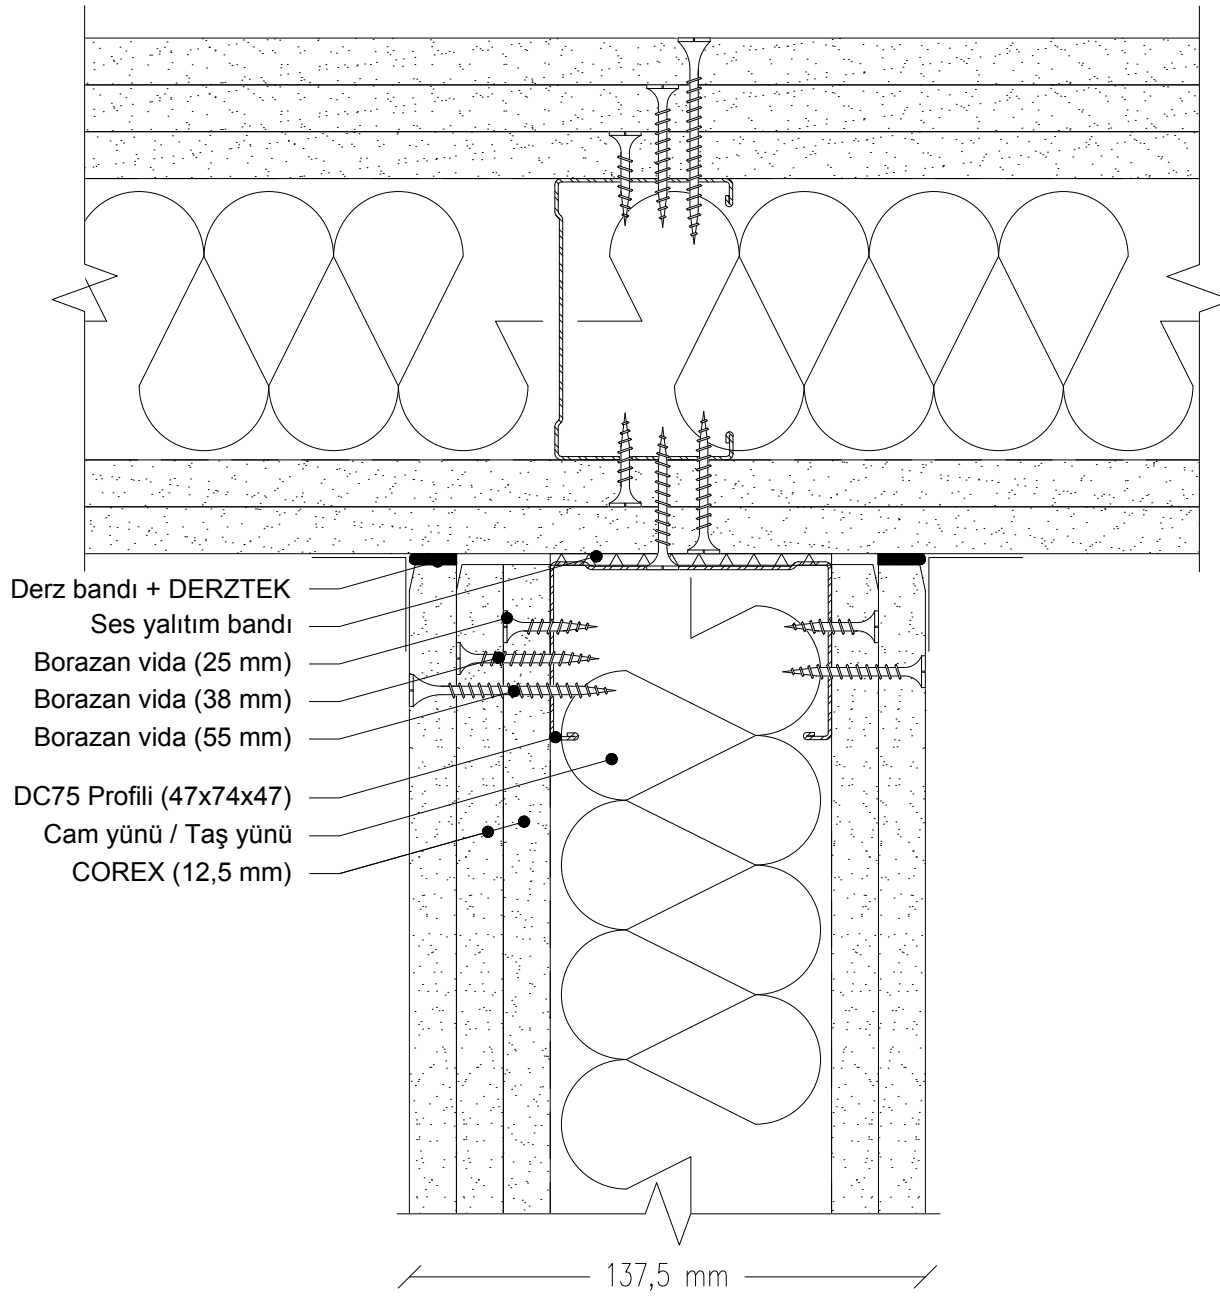 Derz bandı + DERZTEK
Ses yalıtım bandı
Borazan vida (25 mm)
Borazan vida (38 mm)
Borazan vida (55 mm)
DC75 Profili (47x74x47)
Cam yünü / Taş yünü
COREX (12,5 mm)
137,5 mm